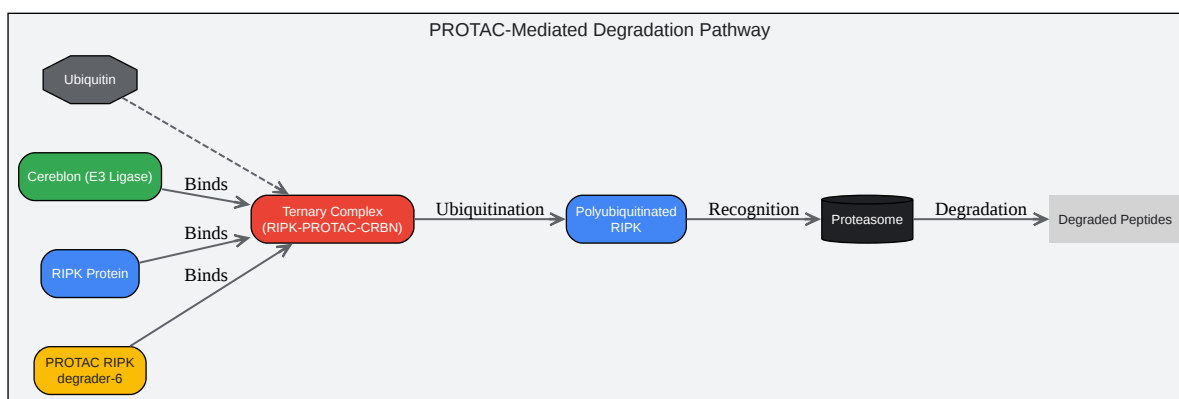 PROTAC-Mediated Degradation Pathway
Ubiquitin
Cerebron (E3 Ligase)
Binds
Binds
RIPK Protein
Binds
PROTAC RIPK
degrader-6
Ternary Complex
(RIPK-PROTAC-CRBN)
Ubiquitination
Polyubiquitinated
RIPK
Recognition
Proteasome
Degradation
Degraded Peptides